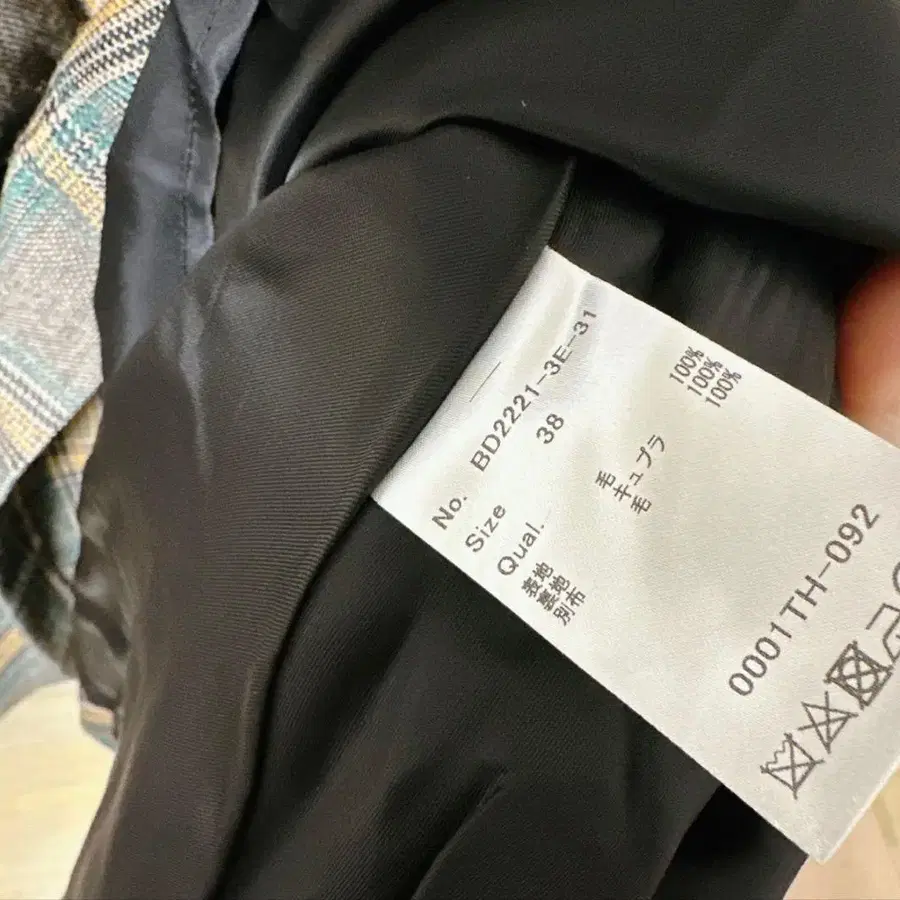 No. BD2221-3E-31
Size 38
Qual.
表地 毛 100%
裏地 キュプラ 100%
別布 毛 100%
0001TH-092